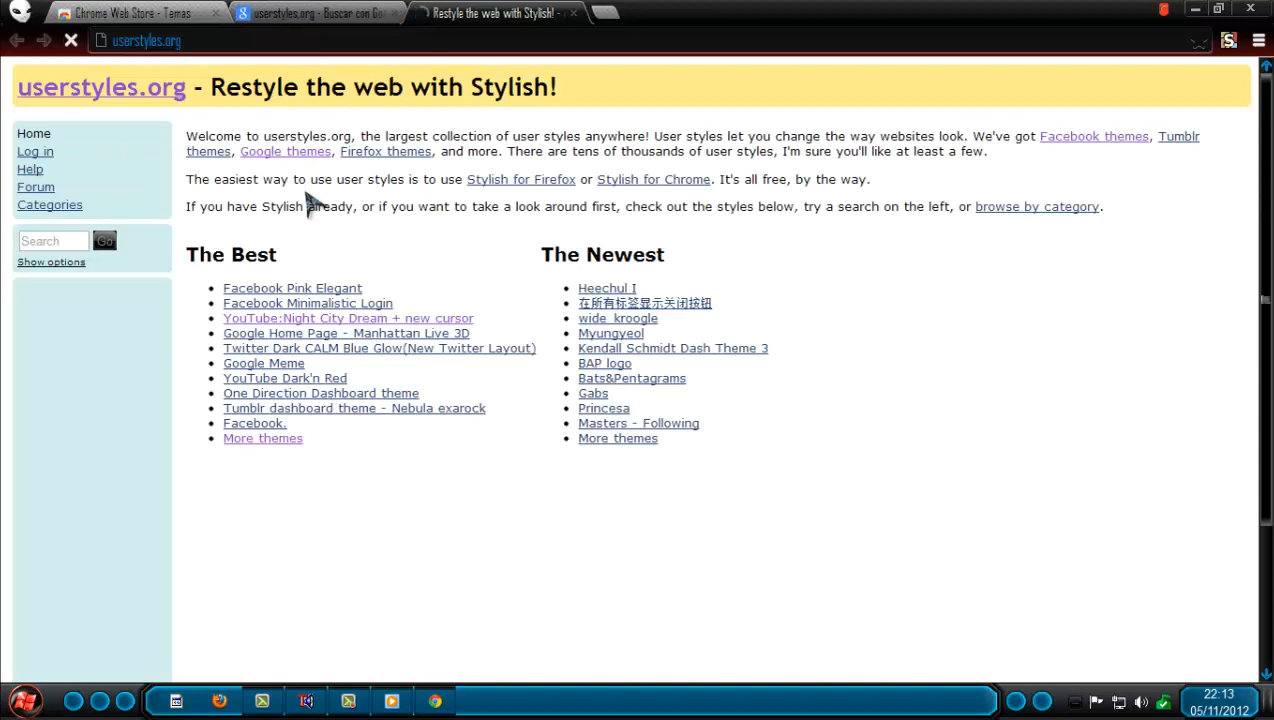 Chrome Web Store - Temas
userstyles.org - Buscar con Go
Restyle the web with Stylish! -
userstyles.org
userstyles.org - Restyle the web with Stylish!
Home
Log in
Help
Forum
Categories
Search Go
Show options
Welcome to userstyles.org, the largest collection of user styles anywhere! User styles let you change the way websites look. We've got Facebook themes, Tumblr
themes, Google themes, Firefox themes, and more. There are tens of thousands of user styles, I'm sure you'll like at least a few.
The easiest way to use user styles is to use Stylish for Firefox or Stylish for Chrome. It's all free, by the way.
If you have Stylish already, or if you want to take a look around first, check out the styles below, try a search on the left, or browse by category.
The Best
Facebook Pink Elegant
Facebook Minimalistic Login
YouTube:Night City Dream + new cursor
Google Home Page - Manhattan Live 3D
Twitter Dark CALM Blue Glow(New Twitter Layout)
Google Meme
YouTube Dark'n Red
One Direction Dashboard theme
Tumblr dashboard theme - Nebula exarock
Facebook.
More themes
The Newest
Heechul I
在所有标签显示关闭按钮
wide_kroogle
Myungyeol
Kendall Schmidt Dash Theme 3
BAP logo
Bats&Pentagrams
Gabs
Princesa
Masters - Following
More themes
22:13
05/11/2012